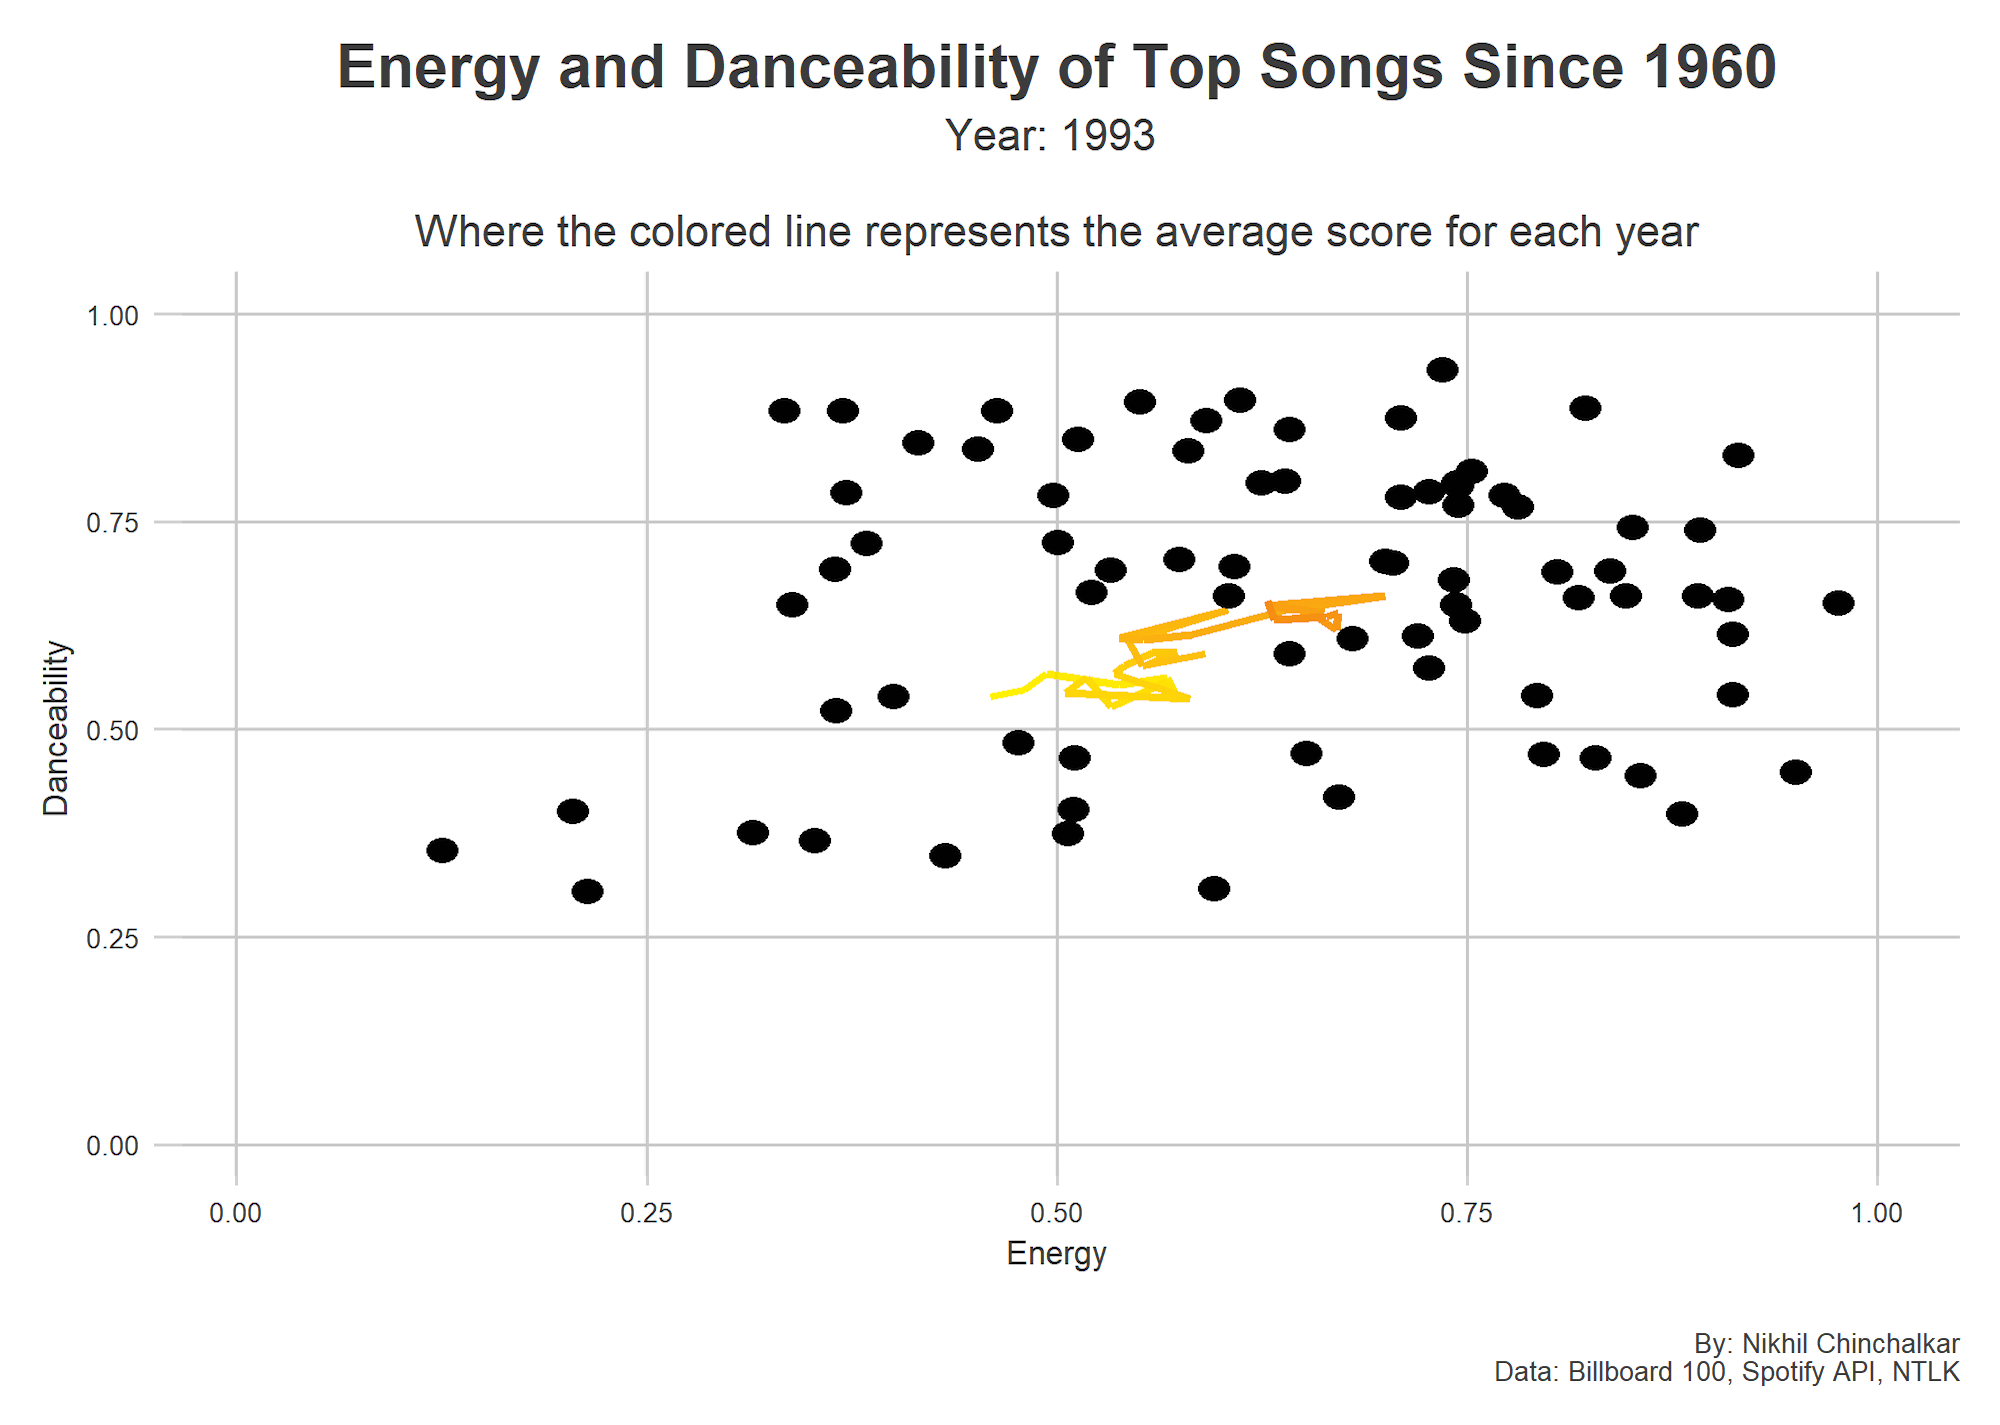 Energy and Danceability of Top Songs Since 1960
Year: 1993
Where the colored line represents the average score for each year
1.00
0.75
0.50
0.25
0.00
Danceability
0.00 0.25 0.50 0.75 1.00
Energy
By: Nikhil Chinchalkar
Data: Billboard 100, Spotify API, NTLK